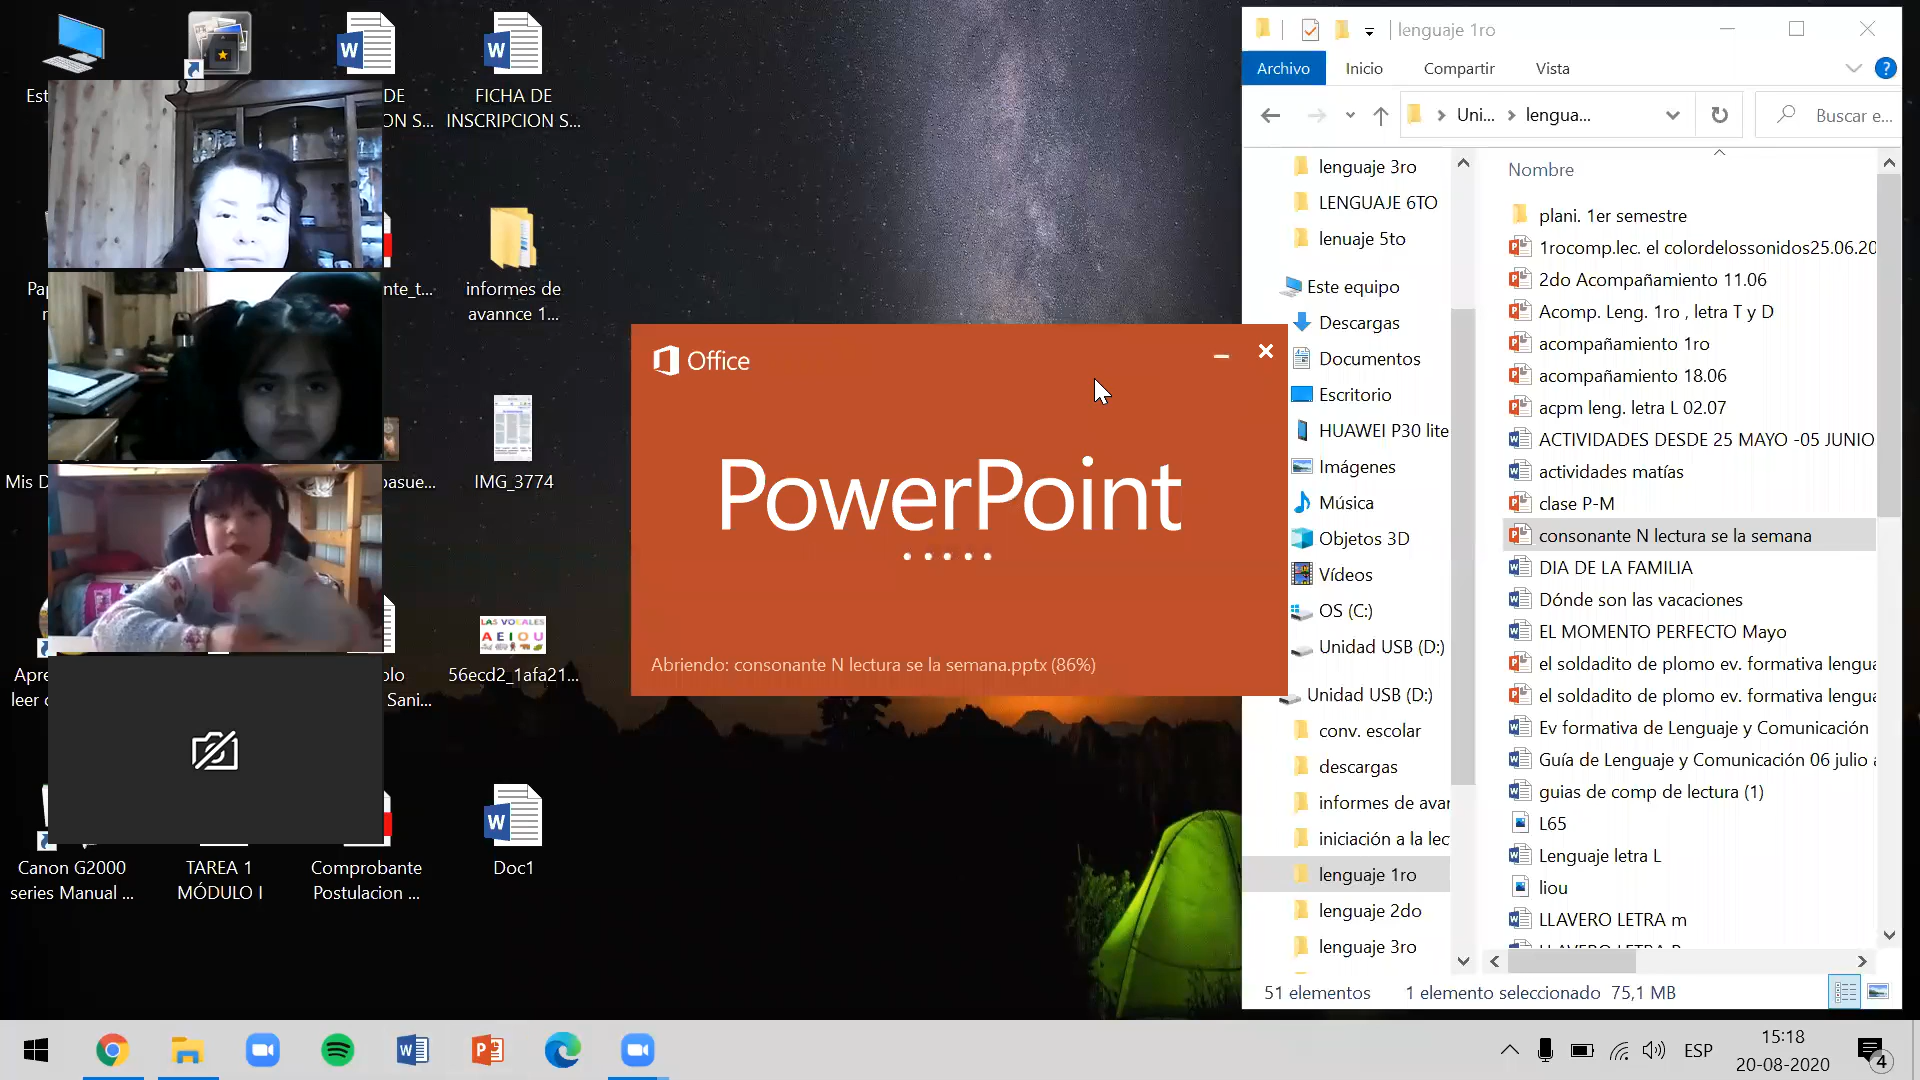 Est
DE
ON S...
FICHA DE
INSCRIPCION S...
Pap
nte_t...
informes de
avannce 1...
Mis D
pasue...
IMG_3774
LAS VOCALES
A E I O U
Apre
leer
olo
Sani...
56ecd2_1afa21...
Canon G2000
series Manual ...
TAREA 1
MÓDULO I
Comprobante
Postulacion ...
Doc1
Office
PowerPoint
Abriendo: consonante N lectura se la semana.pptx (86%)
lenguaje 1ro
Archivo
Inicio
Compartir
Vista
Uni...
lengua...
Buscar e...
lenguaje 3ro
LENGUAJE 6TO
lenuaje 5to
Este equipo
Descargas
Documentos
Escritorio
HUAWEI P30 lite
Imágenes
Música
Objetos 3D
Vídeos
OS (C:)
Unidad USB (D:)
Unidad USB (D:)
conv. escolar
descargas
informes de avar
iniciación a la lec
lenguaje 1ro
lenguaje 2do
lenguaje 3ro
Nombre
plani. 1er semestre
1rocomp.lec. el colordelossonidos25.06.20
2do Acompañamiento 11.06
Acomp. Leng. 1ro , letra T y D
acompañamiento 1ro
acompañamiento 18.06
acpm leng. letra L 02.07
ACTIVIDADES DESDE 25 MAYO -05 JUNIO
actividades matías
clase P-M
consonante N lectura se la semana
DIA DE LA FAMILIA
Dónde son las vacaciones
EL MOMENTO PERFECTO Mayo
el soldadito de plomo ev. formativa lengua
el soldadito de plomo ev. formativa lengua
Ev formativa de Lenguaje y Comunicación
Guía de Lenguaje y Comunicación 06 julio a
guias de comp de lectura (1)
L65
Lenguaje letra L
liou
LLAVERO LETRA m
51 elementos
1 elemento seleccionado
75,1 MB
ESP
15:18
20-08-2020
4